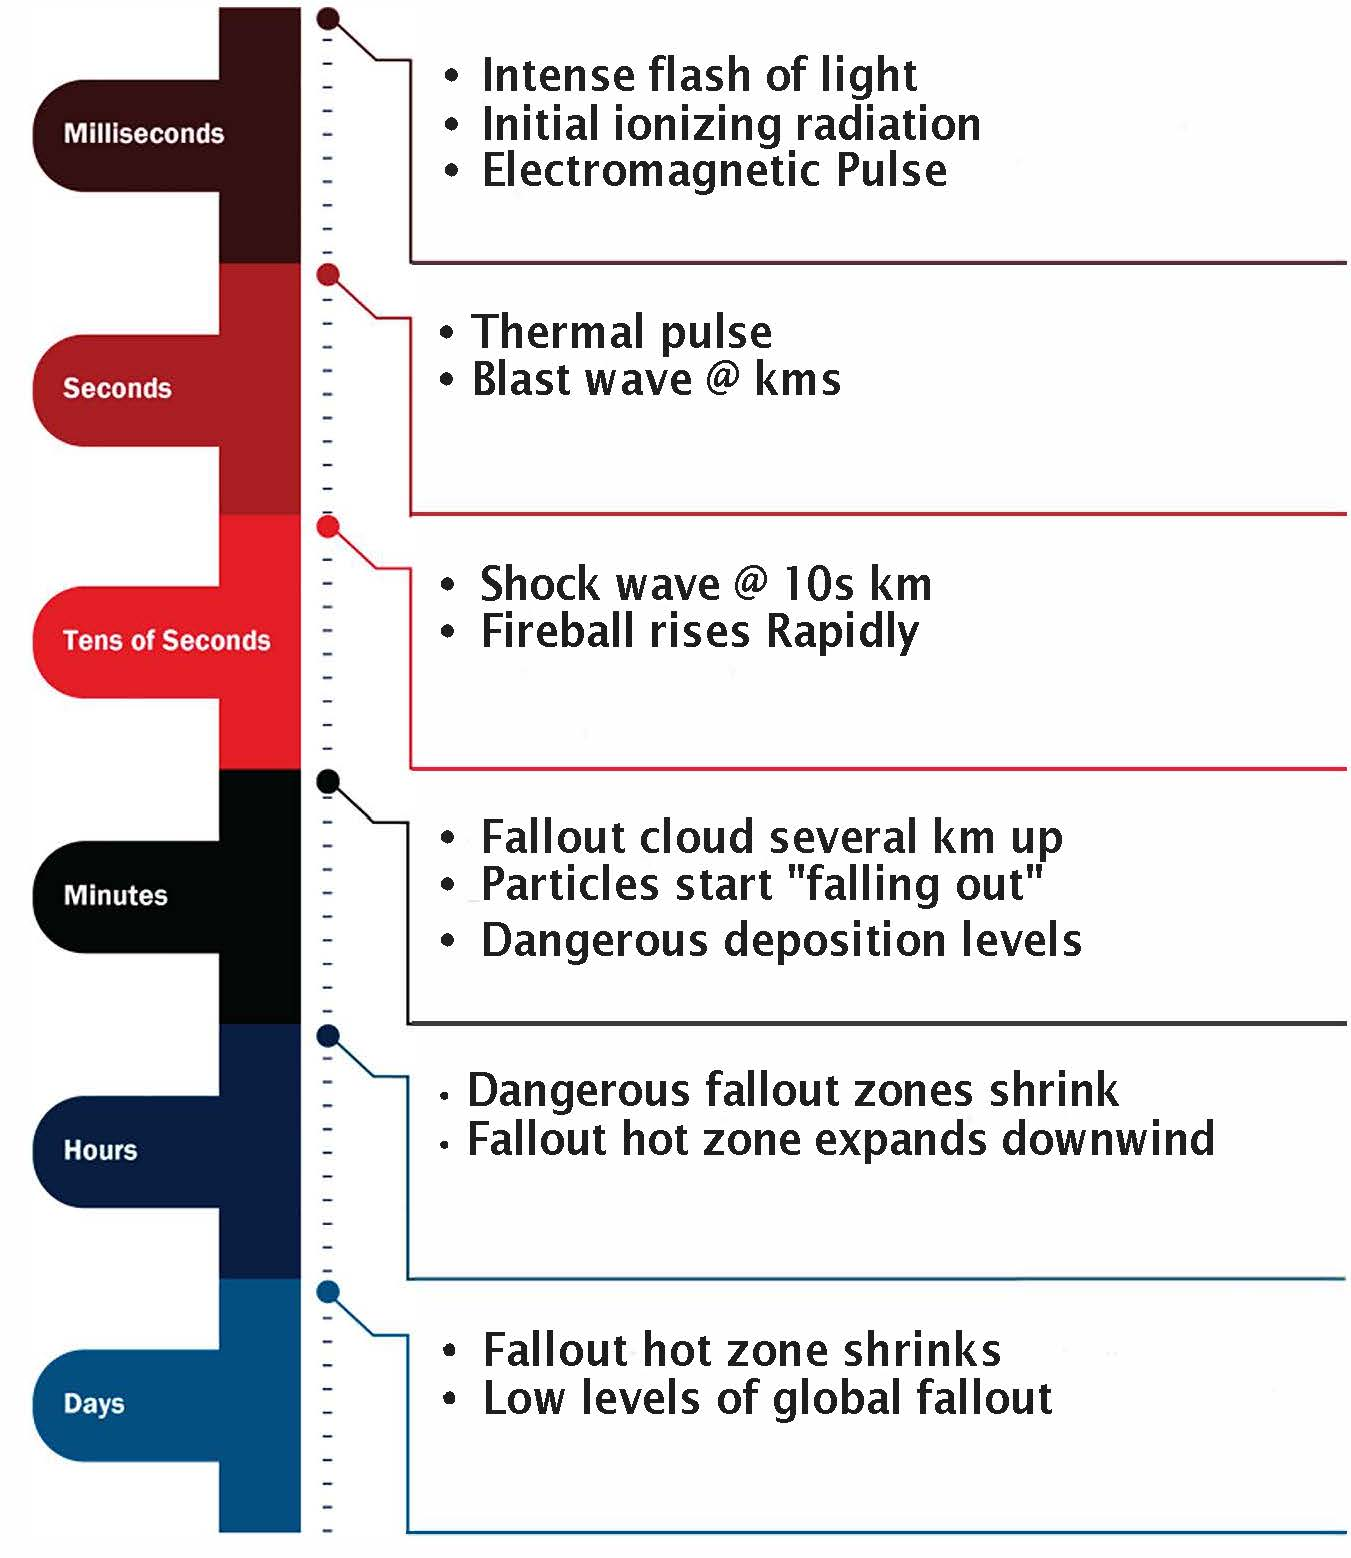 Milliseconds
• Intense flash of light
• Initial ionizing radiation
• Electromagnetic Pulse
Seconds
• Thermal pulse
• Blast wave @ kms
Tens of Seconds
• Shock wave @ 10s km
• Fireball rises Rapidly
Minutes
• Fallout cloud several km up
• Particles start "falling out"
• Dangerous deposition levels
Hours
• Dangerous fallout zones shrink
• Fallout hot zone expands downwind
Days
• Fallout hot zone shrinks
• Low levels of global fallout